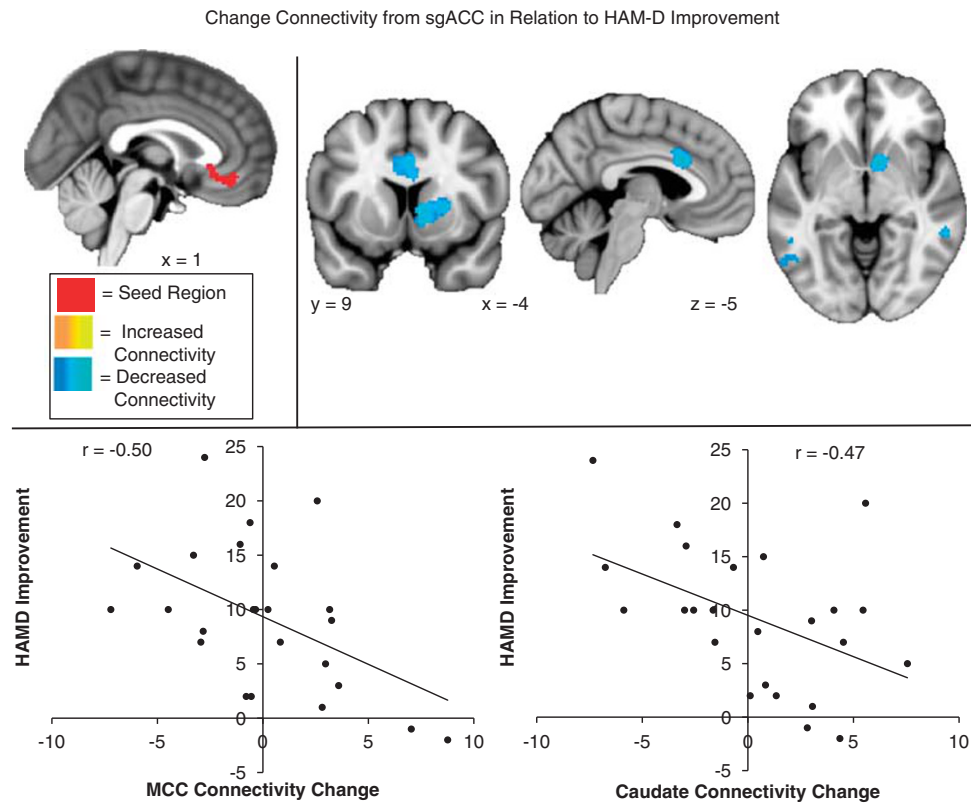 Change Connectivity from sgACC in Relation to HAM-D Improvement
x = 1
= Seed Region
= Increased
Connectivity
= Decreased
Connectivity
y = 9
x = -4
z = -5
r = -0.50
25
20
15
10
5
0
-5
-10
-5
0
5
10
HAMD Improvement
MCC Connectivity Change
r = -0.47
25
20
15
10
5
0
-5
-10
-5
0
5
10
HAMD Improvement
Caudate Connectivity Change